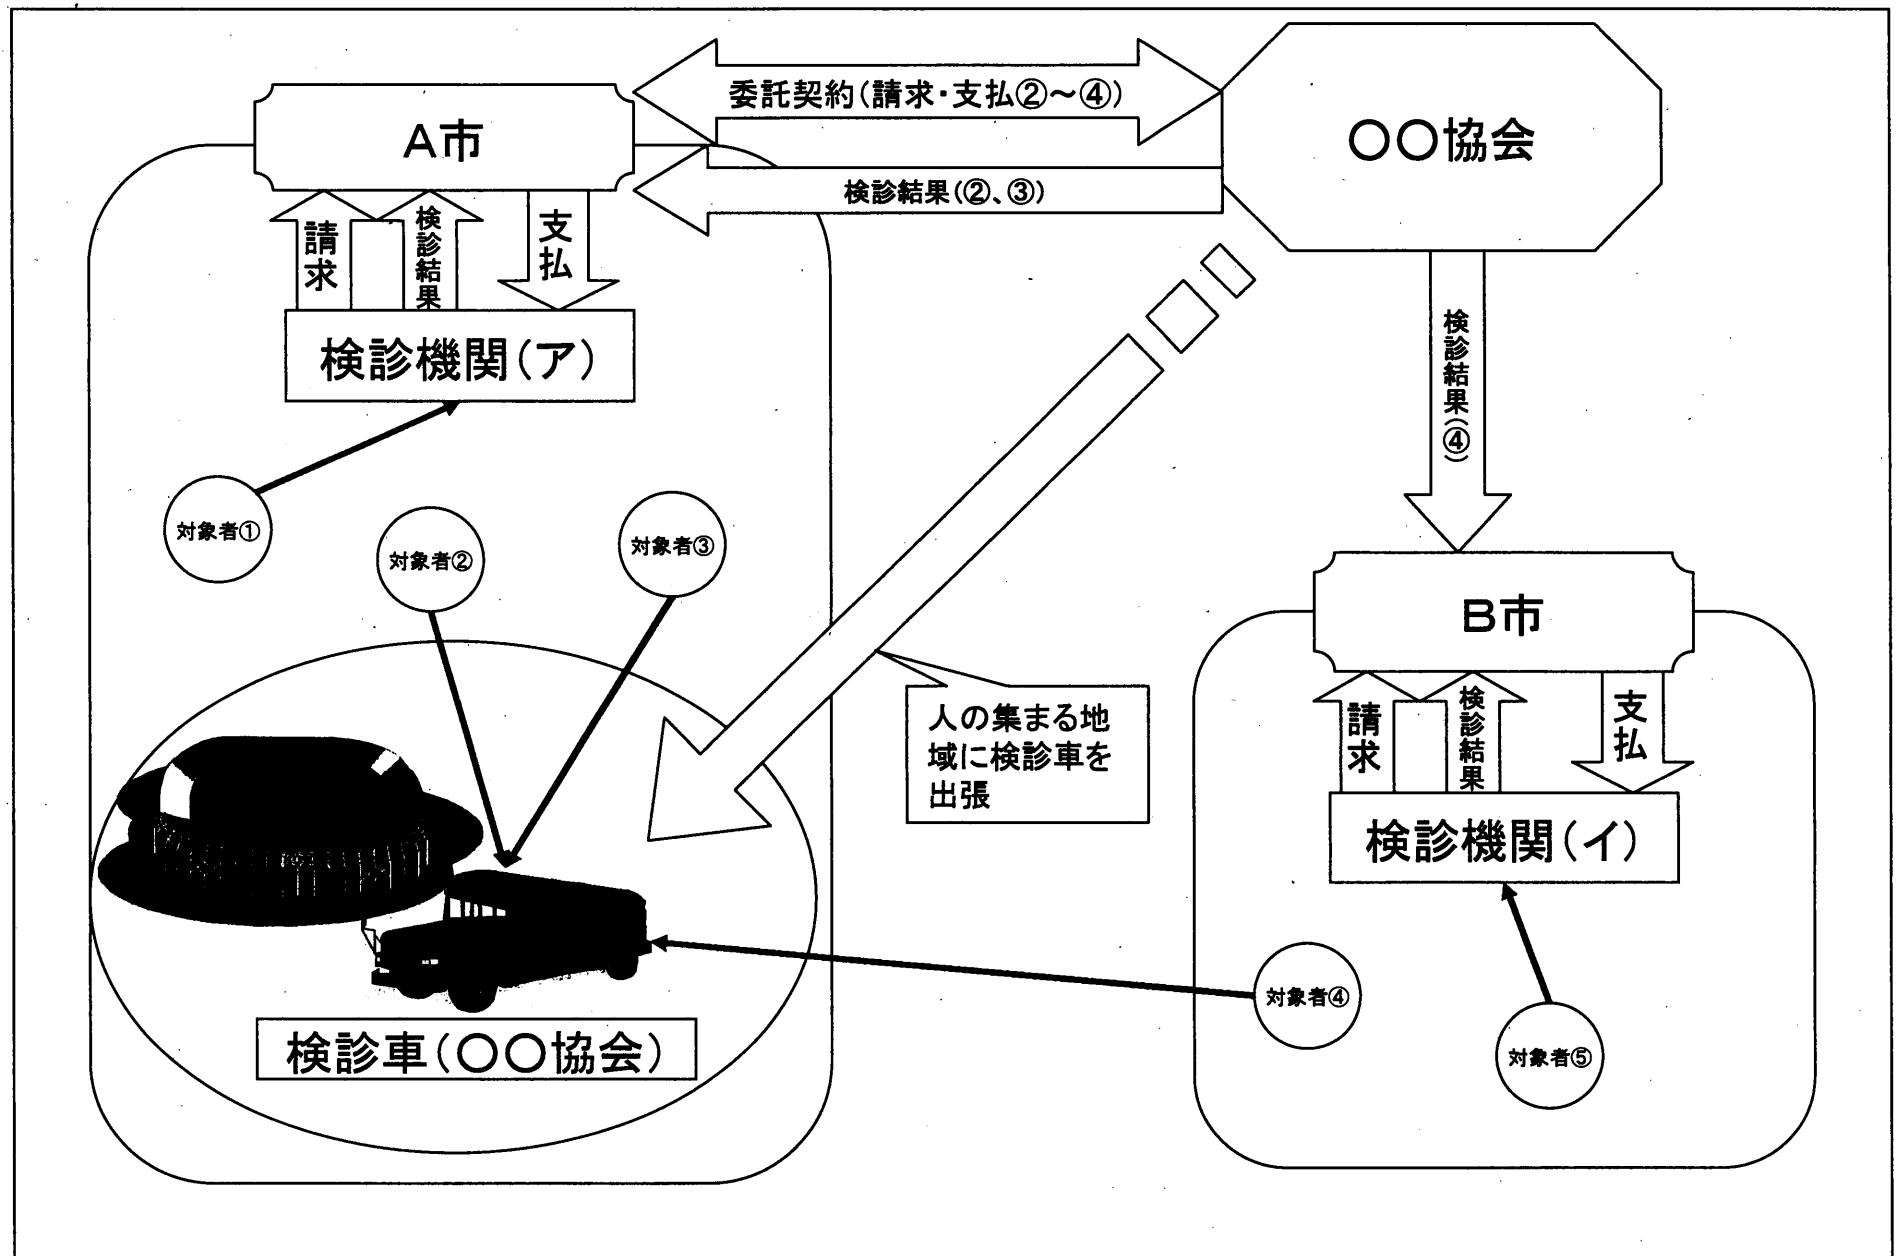 委託契約(請求・支払②～④)
A市
〇〇協会
検診結果(②、③)
請求
検診結果
支払
検診機関(ア)
検診結果(④)
対象者①
対象者②
対象者③
B市
人の集まる地
域に検診車を
出張
請求
検診結果
支払
検診機関(イ)
対象者④
検診車(〇〇協会)
対象者⑤